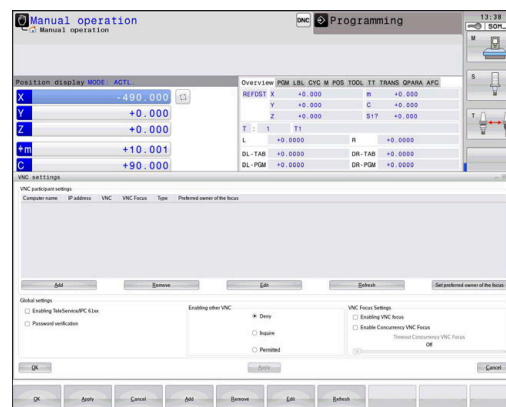 Manual operation
Manual operation
DNC
Programming
13:38
SOM_
M
Position display MODE: ACTL.
X -490.000
Y +0.000
Z +0.000
+m +10.001
C +90.000
Overview PGM LBL CYC M POS TOOL TT TRANS QPARA AFC
REFDST X +0.000 m +0.000
Y +0.000 C +0.000
Z +0.000 S1? +0.000
T : 1 T1
L +0.0000 R +0.0000
DL-TAB +0.0000 DR-TAB +0.0000
DL-PGM +0.0000 DR-PGM +0.0000
S
T
VNC settings
VNC participant settings
Computer name IP address VNC VNC Focus Type Preferred owner of the focus
Add Remove Edit Refresh Set preferred owner of the focus
Global settings
Enabling TeleService/IPC 61xx
Password verification
Enabling other VNC
Deny
Inquire
Permitted
VNC Focus Settings
Enabling VNC focus
Enable Concurrency VNC Focus
Timeout Concurrency VNC Focus
Off
OK Apply Cancel
OK Apply Cancel Add Remove Edit Refresh